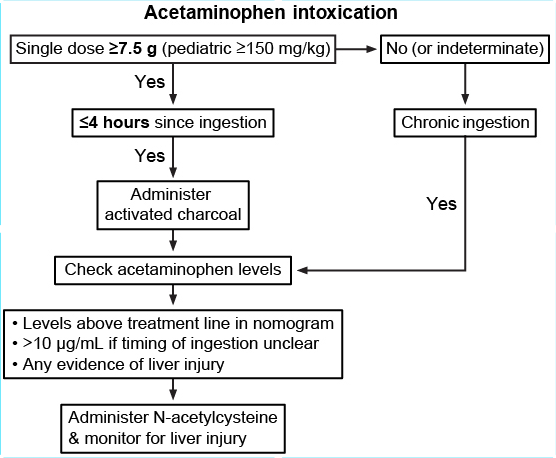 Acetaminophen intoxication
Single dose ≥7.5 g (pediatric ≥150 mg/kg)
No (or indeterminate)
Yes
≤4 hours since ingestion
Chronic ingestion
Yes
Administer
activated charcoal
Yes
Check acetaminophen levels
• Levels above treatment line in nomogram
• >10 µg/mL if timing of ingestion unclear
• Any evidence of liver injury
Administer N-acetylcysteine
& monitor for liver injury